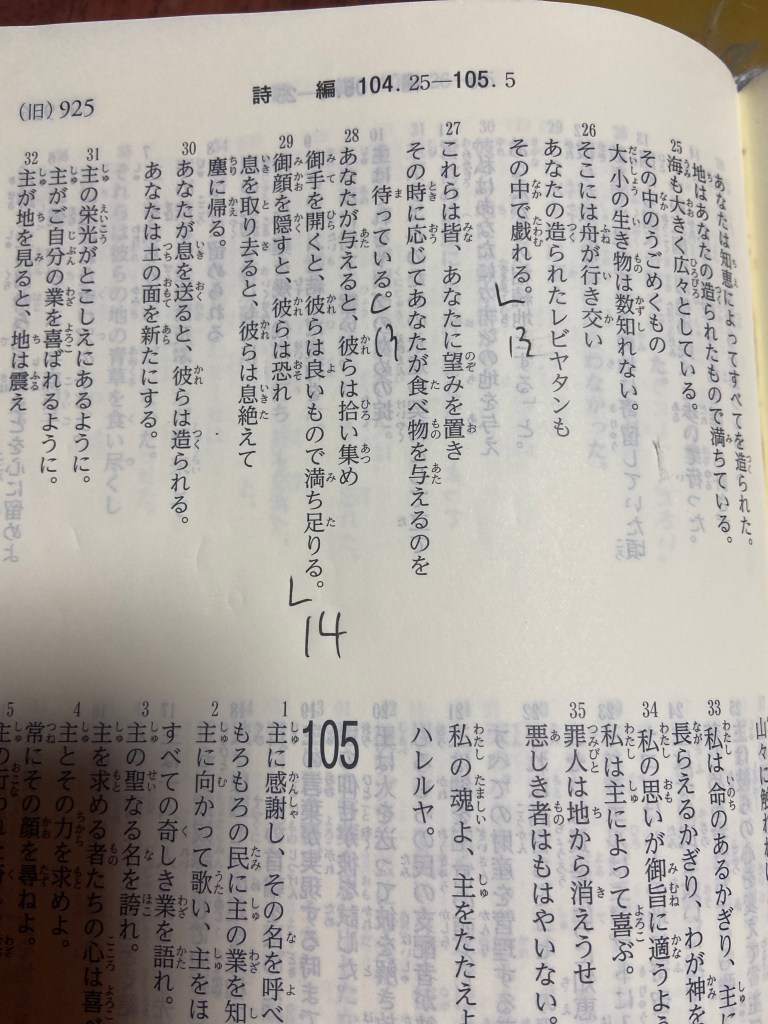 (旧) 925
詩 編 104.25—105.5
あなたは知恵によってすべてを造られた。
地はあなたの造られたもので満ちている。
25 海も大きく広々としている。
その中のうごめくもの
大小の生き物は数知れない。
26 そこには舟が行き交い
あなたの造られたレビヤタンも
その中で戯れる。
13
27 これらは皆、あなたに望みを置き
その時に応じてあなたが食べ物を与えるのを
待っている。
13
28 あなたが与えると、彼らは拾い集め
御手を開くと、彼らは良いもので満ち足りる。
14
29 御顔を隠すと、彼らは恐れ
息を取り去ると、彼らは息絶えて
塵に帰る。
30 あなたが息を送ると、彼らは造られる。
あなたは土の面を新たにする。
31 主の栄光がとこしえにあるように。
主がご自分の業を喜ばれるように。
32 主が地を見ると、地は震え
山々に触れ
33 私は命のあるかぎり、主に
長らえるかぎり、わが神を
34 私の思いが御旨に適うよう
私は主によって喜ぶ。
35 罪人は地から消えうせ
悪しき者はもはやいない。
私の魂よ、主をたたえよ
ハレルヤ。
105
1 主に感謝し、その名を呼べ
もろもろの民に主の業を知
2 主に向かって歌い、主をほ
すべての奇しき業を語れ。
3 主の聖なる名を誇れ。
主を求める者たちの心は喜べ
4 主とその力を求めよ。
常にその顔を尋ねよ。
5 主の行われた奇し